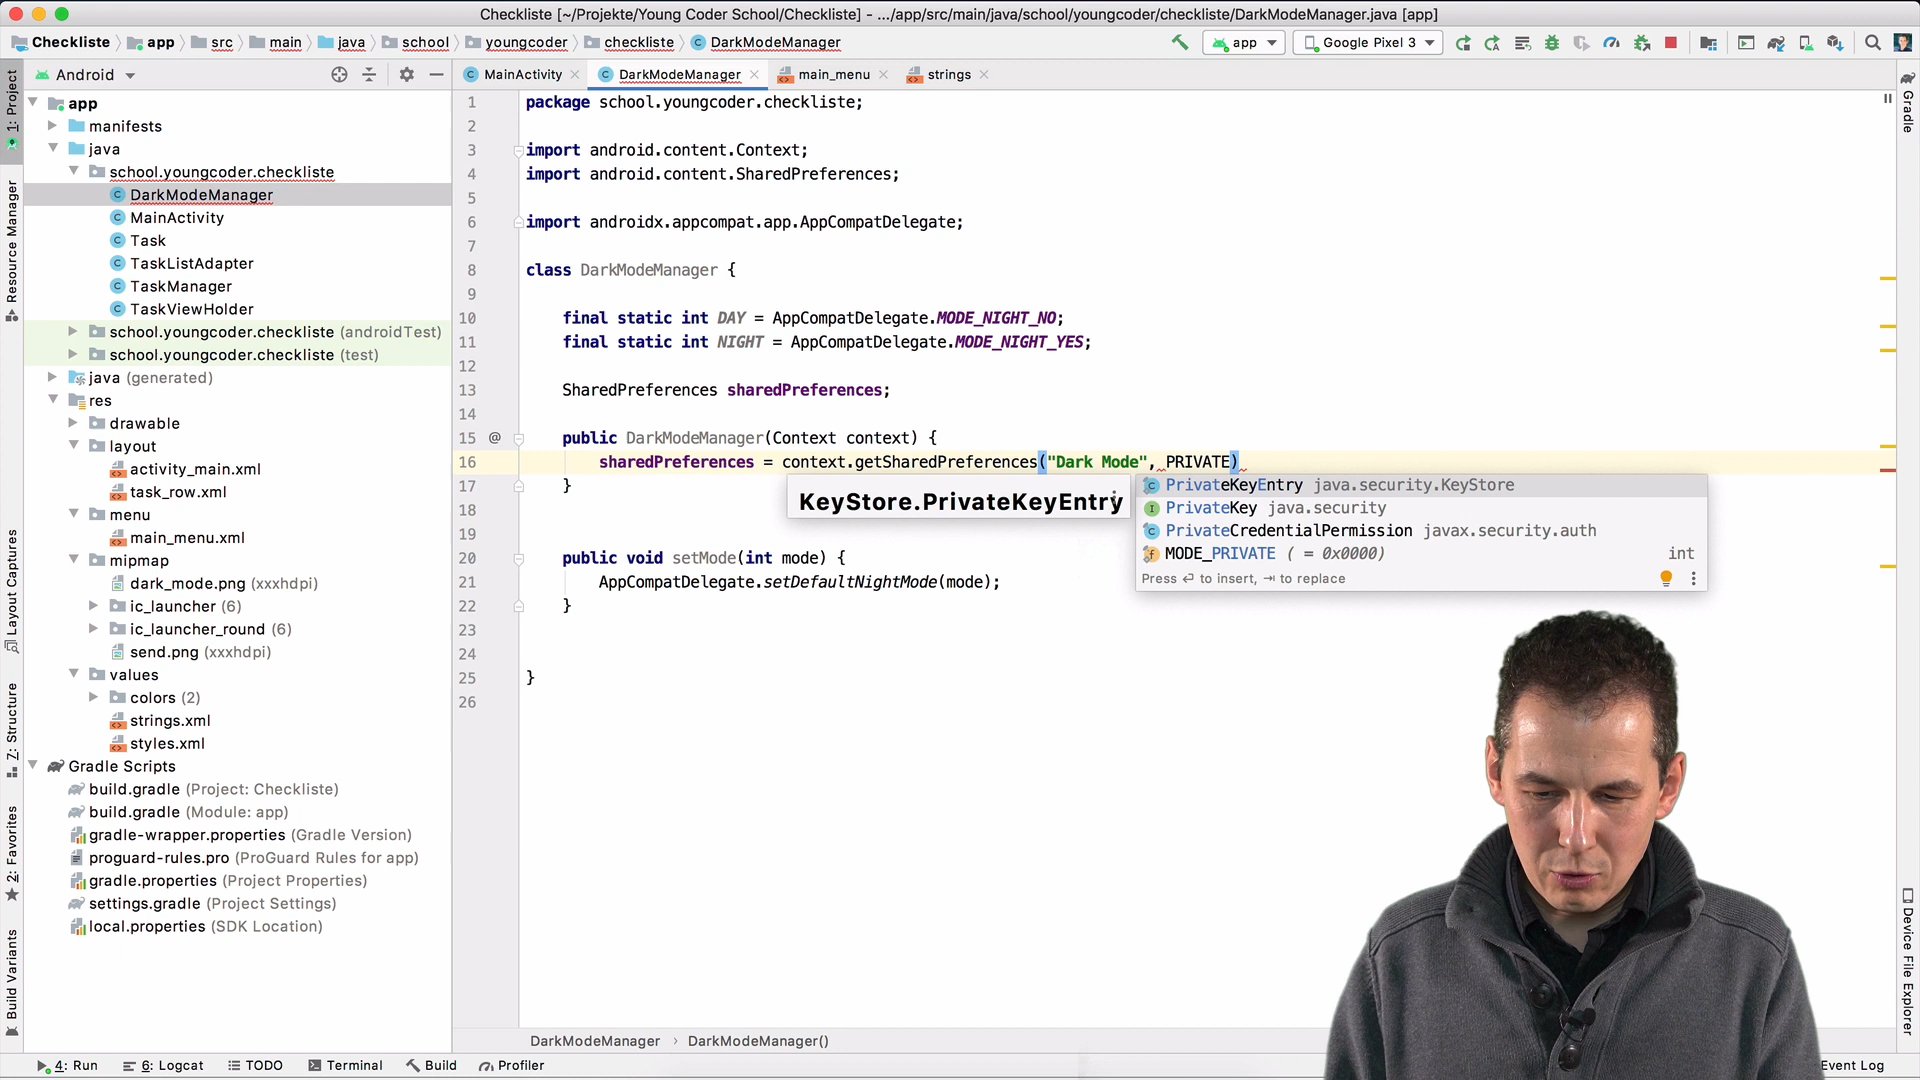 Checkliste [~/Projekte/Young Coder School/Checkliste] - .../app/src/main/java/school/youngcoder/checkliste/DarkModeManager.java [app]
Checkliste app src main java school youngcoder checkliste DarkModeManager app Google Pixel 3
Android MainActivity DarkModeManager main_menu strings
1: Project
Resource Manager
Layout Captures
7: Structure
2: Favorites
Build Variants
app
manifests
java
school.youngcoder.checkliste
DarkModeManager
MainActivity
Task
TaskListAdapter
TaskManager
TaskViewHolder
school.youngcoder.checkliste (androidTest)
school.youngcoder.checkliste (test)
java (generated)
res
drawable
layout
activity_main.xml
task_row.xml
menu
main_menu.xml
mipmap
dark_mode.png (xxxhdpi)
ic_launcher (6)
ic_launcher_round (6)
send.png (xxxhdpi)
values
colors (2)
strings.xml
styles.xml
Gradle Scripts
build.gradle (Project: Checkliste)
build.gradle (Module: app)
gradle-wrapper.properties (Gradle Version)
proguard-rules.pro (ProGuard Rules for app)
gradle.properties (Project Properties)
settings.gradle (Project Settings)
local.properties (SDK Location)
1 package school.youngcoder.checkliste;
2
3 import android.content.Context;
4 import android.content.SharedPreferences;
5
6 import androidx.appcompat.app.AppCompatDelegate;
7
8 class DarkModeManager {
9
10 final static int DAY = AppCompatDelegate.MODE_NIGHT_NO;
11 final static int NIGHT = AppCompatDelegate.MODE_NIGHT_YES;
12
13 SharedPreferences sharedPreferences;
14
15 @ public DarkModeManager(Context context) {
16 sharedPreferences = context.getSharedPreferences("Dark Mode", PRIVATE)
17 }
18
19
20 public void setMode(int mode) {
21 AppCompatDelegate.setDefaultNightMode(mode);
22 }
23
24
25 }
26
KeyStore.PrivateKeyEntry
PrivateKeyEntry java.security.KeyStore
PrivateKey java.security
PrivateCredentialPermission javax.security.auth
MODE_PRIVATE ( = 0x0000) int
Press ↵ to insert, ⇥ to replace
Gradle
Device File Explorer
DarkModeManager › DarkModeManager()
4: Run 6: Logcat TODO Terminal Build Profiler Event Log